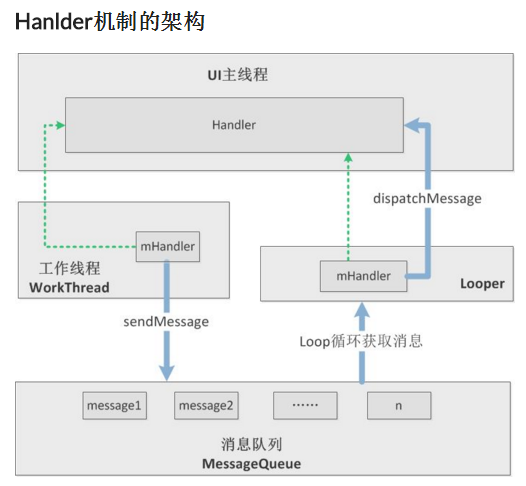 Hanlder机制的架构
UI主线程
Handler
dispatchMessage
mHandler
工作线程
WorkThread
mHandler
Looper
sendMessage
Loop循环获取消息
message1
message2
……
n
消息队列
MessageQueue